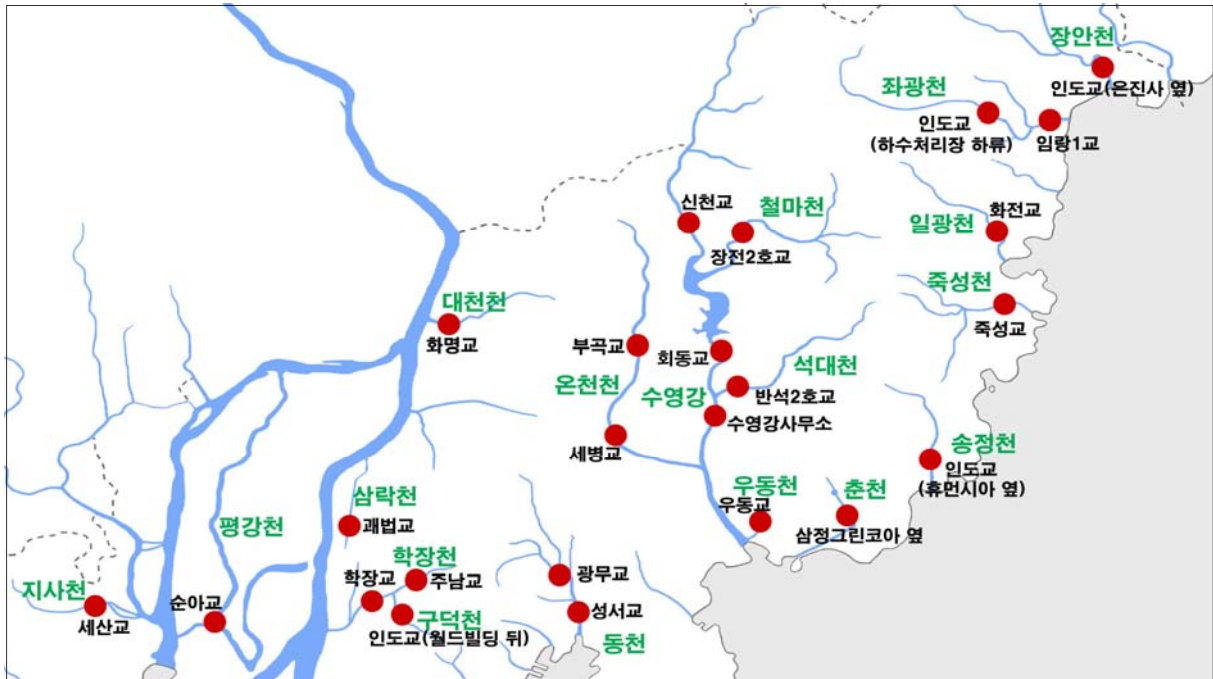 장안천
인도교(은진사 옆)
좌광천
인도교
(하수처리장 하류)
임랑1교
신천교
철마천
장전2호교
화전교
일광천
죽성천
죽성교
대천천
화명교
부곡교
회동교
석대천
온천천
수영강
반석2호교
수영강사무소
세병교
송정천
인도교
(휴먼시아 옆)
우동천
우동교
춘천
삼정그린코아 옆
삼락천
괘법교
평강천
학장천
학장교
주남교
광무교
지사천
세산교
순아교
구덕천
인도교(월드빌딩 뒤)
성서교
동천